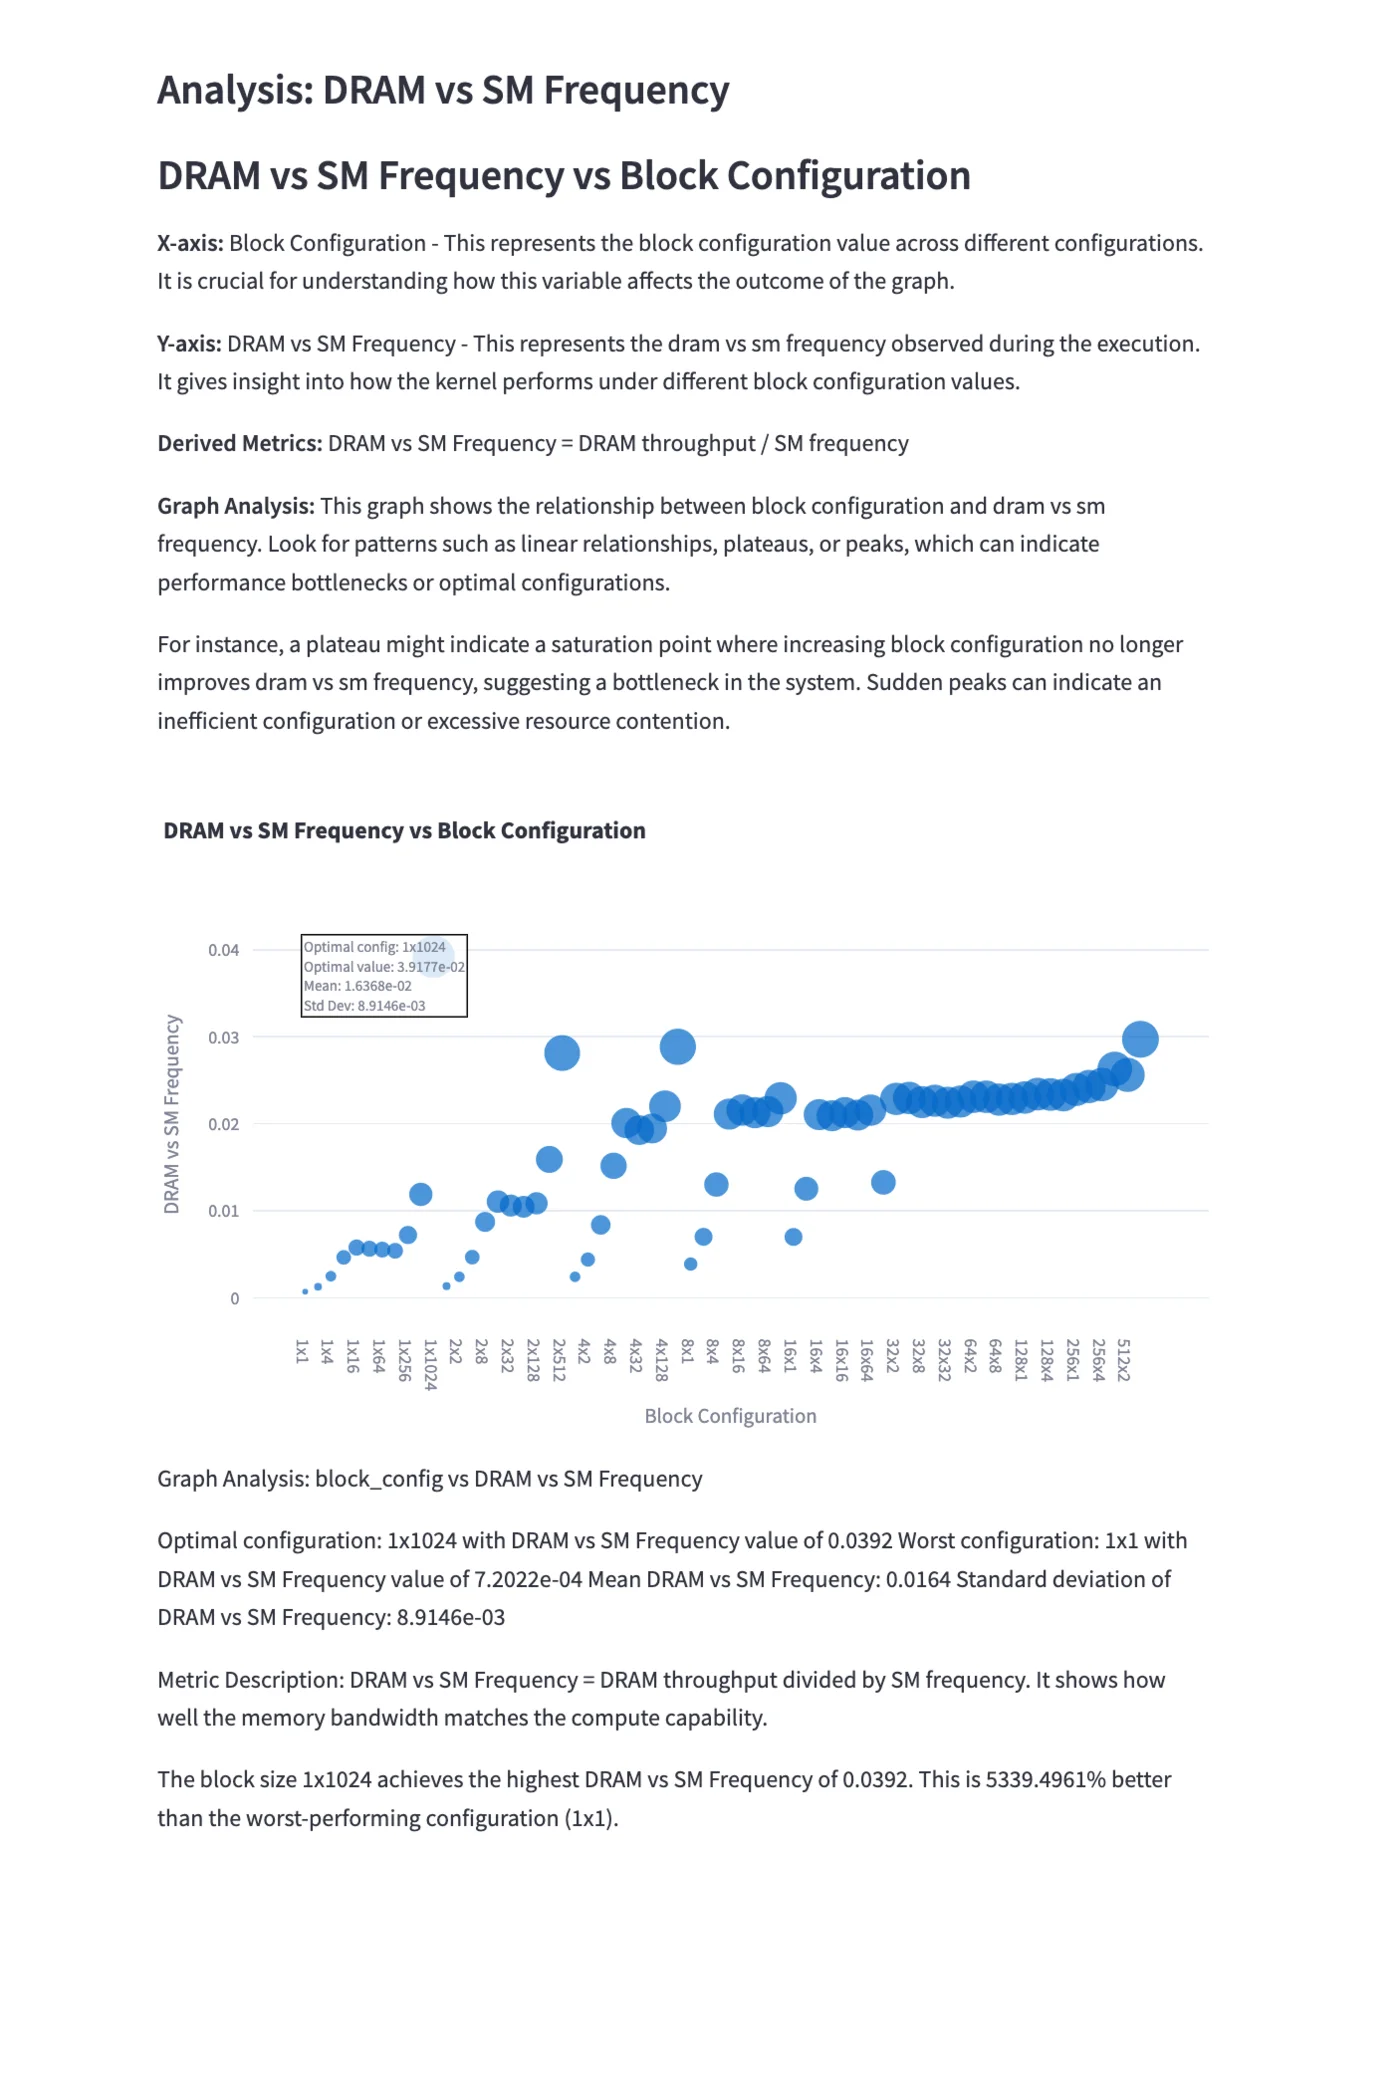 Analysis: DRAM vs SM Frequency
DRAM vs SM Frequency vs Block Configuration
X-axis: Block Configuration - This represents the block configuration value across different configurations.
It is crucial for understanding how this variable affects the outcome of the graph.
Y-axis: DRAM vs SM Frequency - This represents the dram vs sm frequency observed during the execution.
It gives insight into how the kernel performs under different block configuration values.
Derived Metrics: DRAM vs SM Frequency = DRAM throughput / SM frequency
Graph Analysis: This graph shows the relationship between block configuration and dram vs sm
frequency. Look for patterns such as linear relationships, plateaus, or peaks, which can indicate
performance bottlenecks or optimal configurations.
For instance, a plateau might indicate a saturation point where increasing block configuration no longer
improves dram vs sm frequency, suggesting a bottleneck in the system. Sudden peaks can indicate an
inefficient configuration or excessive resource contention.
DRAM vs SM Frequency vs Block Configuration
Optimal config: 1x1024
Optimal value: 3.9177e-02
Mean: 1.6368e-02
Std Dev: 8.9146e-03
DRAM vs SM Frequency
0.04
0.03
0.02
0.01
0
1x1
1x4
1x16
1x64
1x256
1x1024
2x2
2x8
2x32
2x128
2x512
4x2
4x8
4x32
4x128
8x1
8x4
8x16
8x64
16x1
16x4
16x16
16x64
32x2
32x8
32x32
64x2
64x8
128x1
128x4
256x1
256x4
512x2
Block Configuration
Graph Analysis: block_config vs DRAM vs SM Frequency
Optimal configuration: 1x1024 with DRAM vs SM Frequency value of 0.0392 Worst configuration: 1x1 with
DRAM vs SM Frequency value of 7.2022e-04 Mean DRAM vs SM Frequency: 0.0164 Standard deviation of
DRAM vs SM Frequency: 8.9146e-03
Metric Description: DRAM vs SM Frequency = DRAM throughput divided by SM frequency. It shows how
well the memory bandwidth matches the compute capability.
The block size 1x1024 achieves the highest DRAM vs SM Frequency of 0.0392. This is 5339.4961% better
than the worst-performing configuration (1x1).